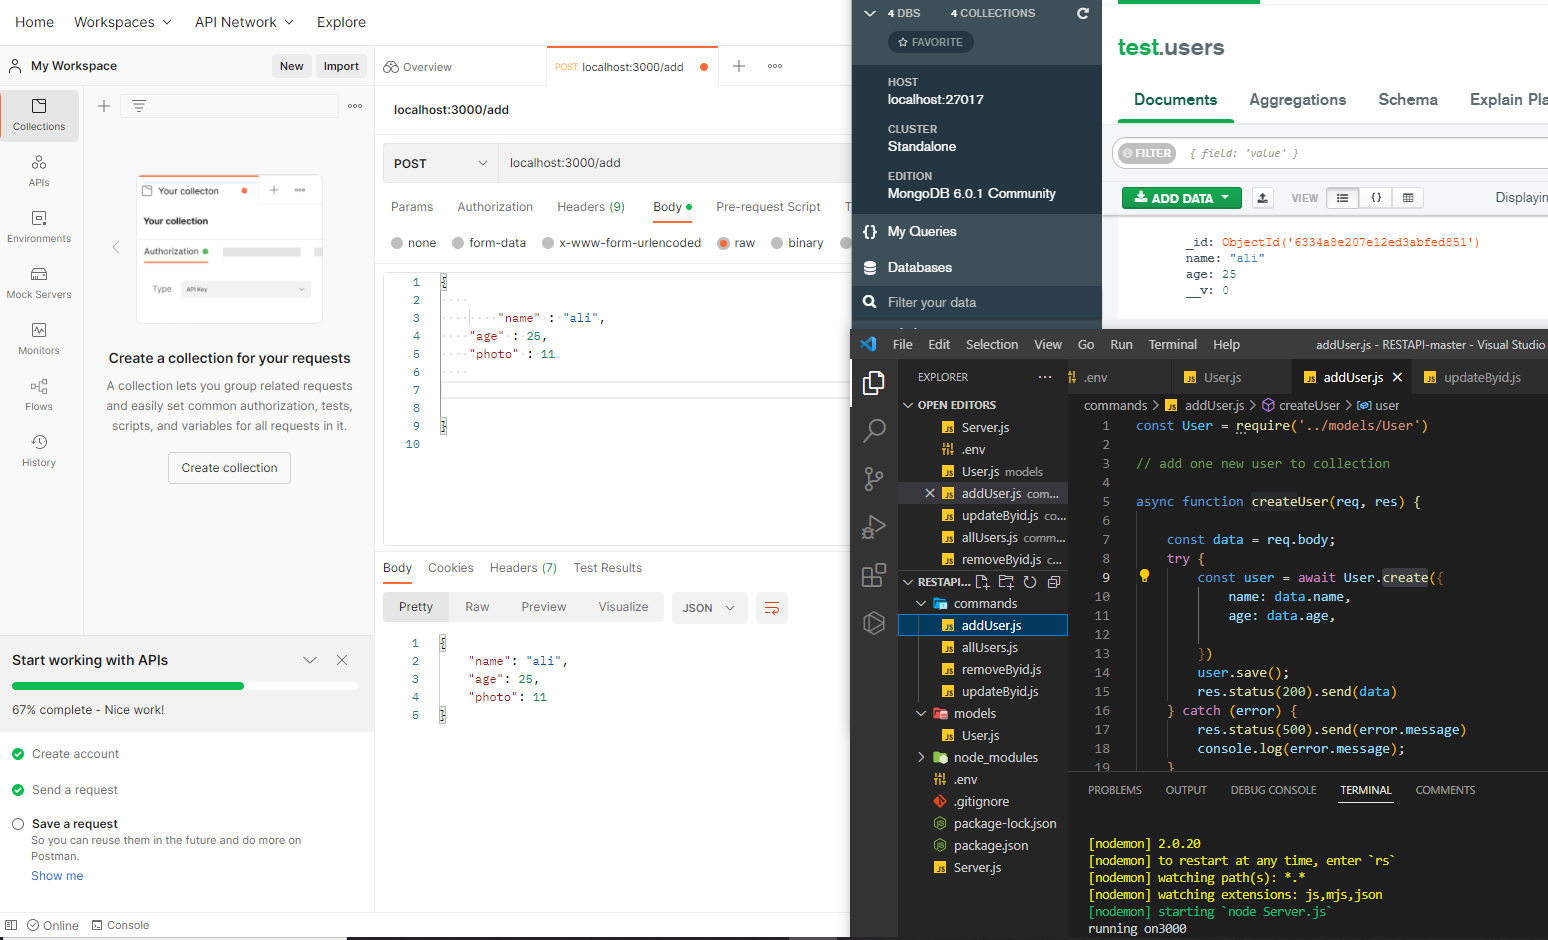 Home
Workspaces
API Network
Explore
My Workspace
New
Import
Overview
POST localhost:3000/add
Collections
APIs
Environments
Mock Servers
Monitors
Flows
History
Your collecton
Your collection
Authorization
Type
API Key
Create a collection for your requests
A collection lets you group related requests
and easily set common authorization, tests,
scripts, and variables for all requests in it.
Create collection
Start working with APIs
67% complete - Nice work!
Create account
Send a request
Save a request
So you can reuse them in the future and do more on
Postman.
Show me
Online
Console
localhost:3000/add
POST
localhost:3000/add
Params
Authorization
Headers (9)
Body
Pre-request Script
T
none
form-data
x-www-form-urlencoded
raw
binary
1 {
2
3 "name" : "ali",
4 "age" : 25,
5 "photo" : 11
6
7
8
9 }
10
Body
Cookies
Headers (7)
Test Results
Pretty
Raw
Preview
Visualize
JSON
1 {
2 "name": "ali",
3 "age": 25,
4 "photo": 11
5 }
4 DBS
4 COLLECTIONS
FAVORITE
HOST
localhost:27017
CLUSTER
Standalone
EDITION
MongoDB 6.0.1 Community
{} My Queries
Databases
Filter your data
test.users
Documents
Aggregations
Schema
Explain Pla
FILTER
{ field: 'value' }
ADD DATA
VIEW
{}
Displayin
_id: ObjectId('6334a8e207e12ed3abfed851')
name: "ali"
age: 25
__v: 0
File
Edit
Selection
View
Go
Run
Terminal
Help
addUser.js - RESTAPI-master - Visual Studio
EXPLORER
OPEN EDITORS
JS Server.js
.env
JS User.js models
JS addUser.js com...
JS updateByid.js co...
JS allUsers.js comm...
JS removeByid.js c...
RESTAPI...
commands
JS addUser.js
JS allUsers.js
JS removeByid.js
JS updateByid.js
models
JS User.js
node_modules
.env
.gitignore
package-lock.json
package.json
JS Server.js
.env
JS User.js
JS addUser.js
JS updateByid.js
commands > JS addUser.js > createUser > user
1 const User = require('../models/User')
2
3 // add one new user to collection
4
5 async function createUser(req, res) {
6
7 const data = req.body;
8 try {
9 const user = await User.create({
10 name: data.name,
11 age: data.age,
12
13 })
14 user.save();
15 res.status(200).send(data)
16 } catch (error) {
17 res.status(500).send(error.message)
18 console.log(error.message);
19 }
PROBLEMS
OUTPUT
DEBUG CONSOLE
TERMINAL
COMMENTS
[nodemon] 2.0.20
[nodemon] to restart at any time, enter `rs`
[nodemon] watching path(s): *.*
[nodemon] watching extensions: js,mjs,json
[nodemon] starting `node Server.js`
running on3000